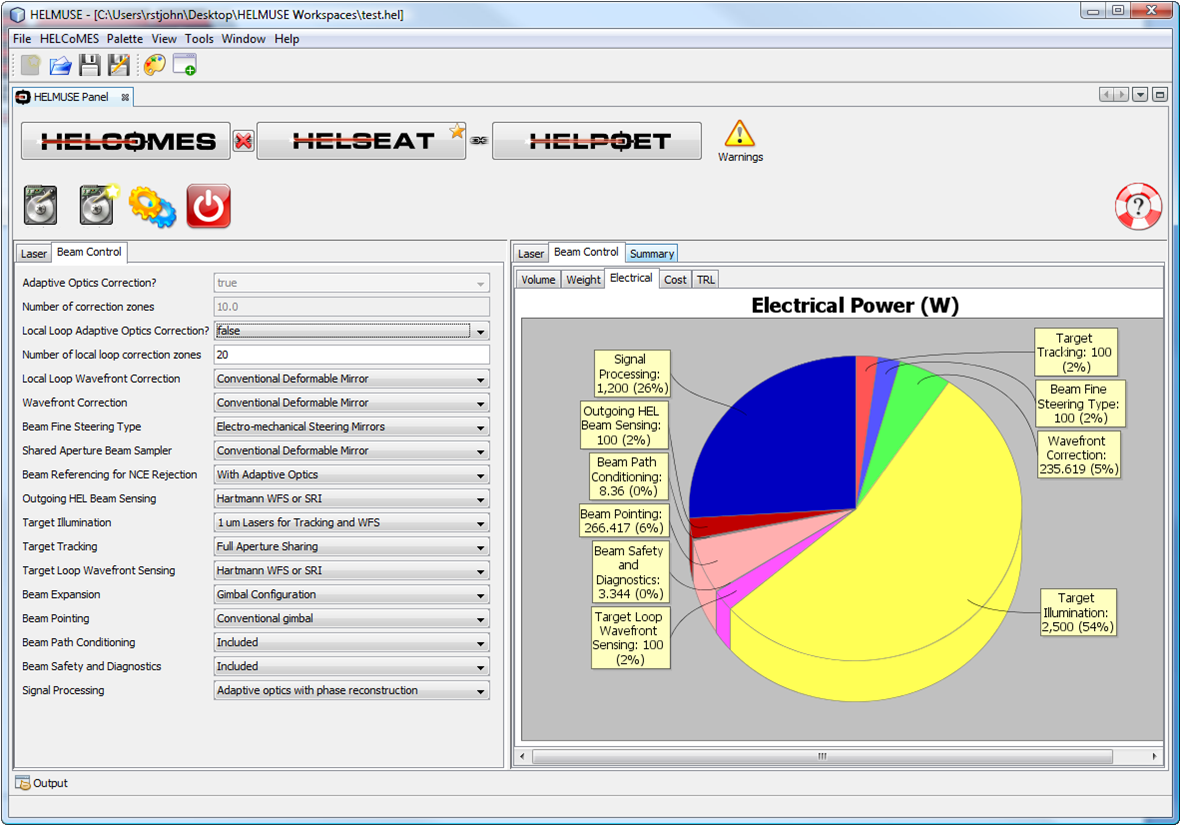 HELMUSE - [C:\Users\rstjohn\Desktop\HELMUSE Workspaces\test.hel]
File HELCoMES Palette View Tools Window Help
HELMUSE Panel
HELCOMES HELSEAT HELPOET
Warnings
Laser Beam Control
Adaptive Optics Correction? true
Number of correction zones 10.0
Local Loop Adaptive Optics Correction? false
Number of local loop correction zones 20
Local Loop Wavefront Correction Conventional Deformable Mirror
Wavefront Correction Conventional Deformable Mirror
Beam Fine Steering Type Electro-mechanical Steering Mirrors
Shared Aperture Beam Sampler Conventional Deformable Mirror
Beam Referencing for NCE Rejection With Adaptive Optics
Outgoing HEL Beam Sensing Hartmann WFS or SRI
Target Illumination 1 um Lasers for Tracking and WFS
Target Tracking Full Aperture Sharing
Target Loop Wavefront Sensing Hartmann WFS or SRI
Beam Expansion Gimbal Configuration
Beam Pointing Conventional gimbal
Beam Path Conditioning Included
Beam Safety and Diagnostics Included
Signal Processing Adaptive optics with phase reconstruction
Laser Beam Control Summary
Volume Weight Electrical Cost TRL
Electrical Power (W)
Signal
Processing:
1,200 (26%)
Outgoing HEL
Beam Sensing:
100 (2%)
Beam Path
Conditioning:
8.36 (0%)
Beam Pointing:
266.417 (6%)
Beam Safety
and
Diagnostics:
3.344 (0%)
Target Loop
Wavefront
Sensing: 100
(2%)
Target
Tracking: 100
(2%)
Beam Fine
Steering Type:
100 (2%)
Wavefront
Correction:
235.619 (5%)
Target
Illumination:
2,500 (54%)
Output